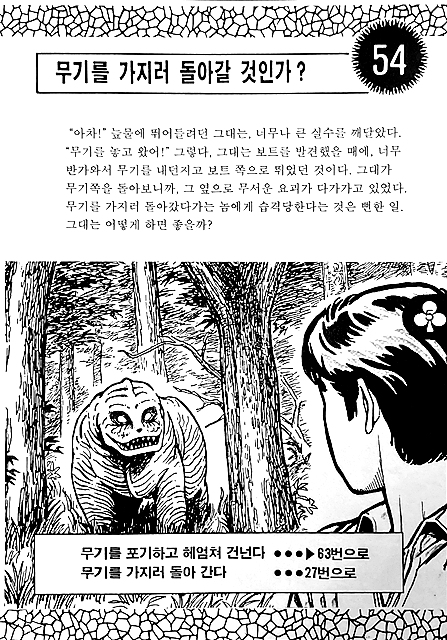 무기를 가지러 돌아갈 것인가?
54
“아차!” 늪물에 뛰어들려던 그대는, 너무나 큰 실수를 깨달았다.
“무기를 놓고 왔어!” 그렇다, 그대는 보트를 발견했을 때에, 너무
반가와서 무기를 내던지고 보트 쪽으로 뛰었던 것이다. 그대가
무기쪽을 돌아보니까, 그 옆으로 무서운 요괴가 다가가고 있었다.
무기를 가지러 돌아갔다가는 놈에게 습격당한다는 것은 뻔한 일.
그대는 어떻게 하면 좋을까?
무기를 포기하고 헤엄쳐 건넌다 ●●●▶63번으로
무기를 가지러 돌아 간다 ●●●27번으로